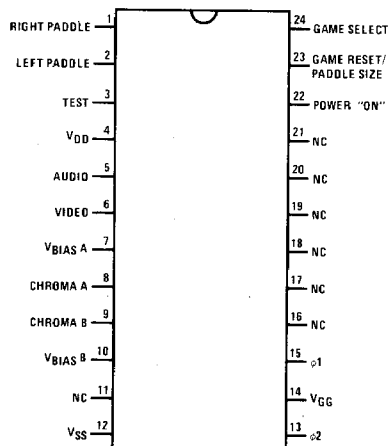 RIGHT PADDLE 1
LEFT PADDLE 2
TEST 3
VDD 4
AUDIO 5
VIDEO 6
VBIAS A 7
CHROMA A 8
CHROMA B 9
VBIAS B 10
NC 11
VSS 12
24 GAME SELECT
23 GAME RESET/
PADDLE SIZE
22 POWER "ON"
21 NC
20 NC
19 NC
18 NC
17 NC
16 NC
15 φ1
14 VGG
13 φ2